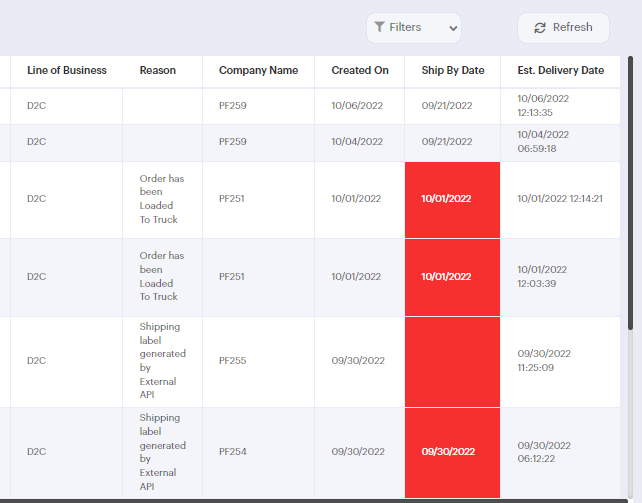 Filters
Refresh
Line of Business Reason Company Name Created On Ship By Date Est. Delivery Date
D2C PF259 10/06/2022 09/21/2022 10/06/2022
12:13:35
D2C PF259 10/04/2022 09/21/2022 10/04/2022
06:59:18
D2C Order has
been
Loaded
To Truck PF251 10/01/2022 10/01/2022 10/01/2022 12:14:21
D2C Order has
been
Loaded
To Truck PF251 10/01/2022 10/01/2022 10/01/2022
12:03:39
D2C Shipping
label
generated
by
External
API PF255 09/30/2022 09/30/2022
11:25:09
D2C Shipping
label
generated
by
External
API PF254 09/30/2022 09/30/2022 09/30/2022
06:12:22